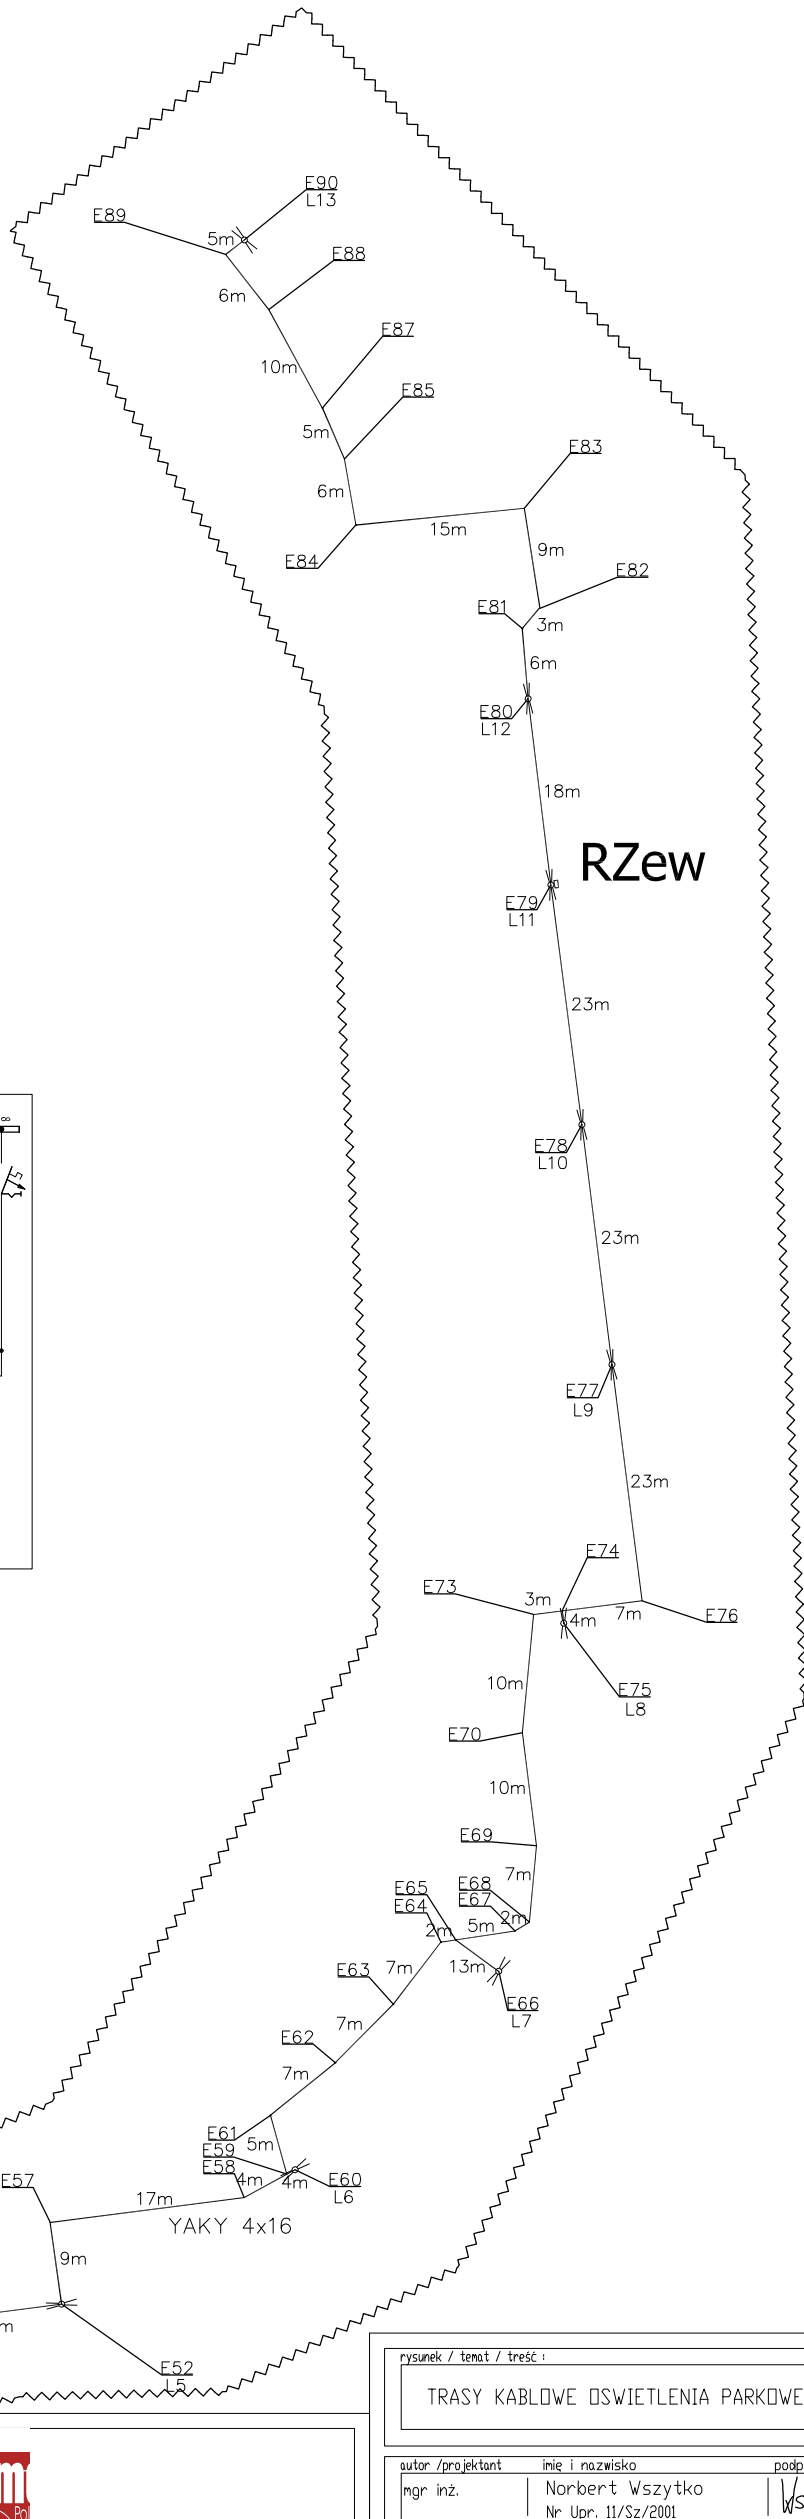 E90
L13
E89
5m
E88
6m
E87
10m
E85
5m
E83
6m
15m
9m
E84
E82
E81
3m
6m
E80
L12
18m
RZew
E79
L11
23m
8
E78
L10
23m
E77
L9
23m
E74
E73
3m
7m
4m
E76
10m
E75
L8
E70
10m
E69
7m
E68
E65
E67
E64
2m
2m
5m
7m
13m
E63
E66
L7
7m
E62
7m
E61
5m
E59
E58
4m
4m
E60
L6
E57
17m
YAKY 4x16
9m
m
E52
L5
rysunek / temat / treść :
TRASY KABLOWE OSWIETLENIA PARKOWE
autor /projektant imię i nazwisko podp
mgr inż. Norbert Wszytko
Nr Upr. 11/Sz/2001
Po